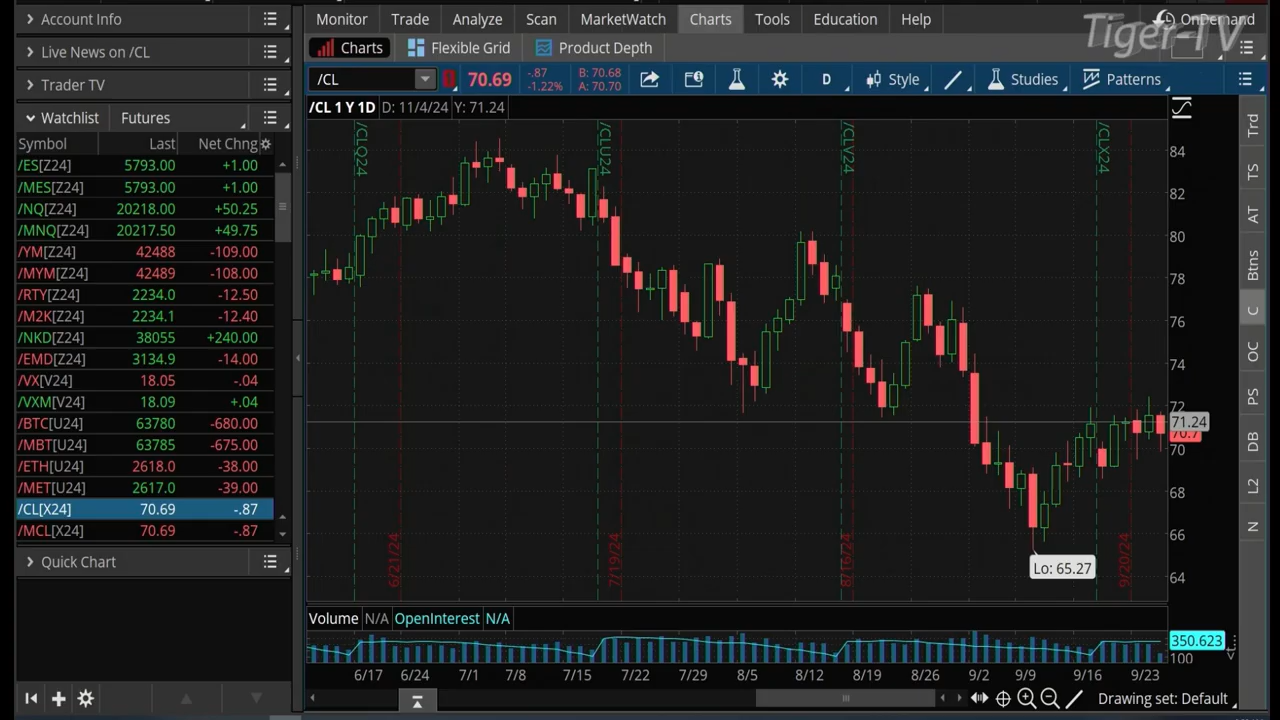 Account Info
Live News on /CL
Trader TV
Watchlist Futures
Symbol Last Net Chng
/ES[Z24] 5793.00 +1.00
/MES[Z24] 5793.00 +1.00
/NQ[Z24] 20218.00 +50.25
/MNQ[Z24] 20217.50 +49.75
/YM[Z24] 42488 -109.00
/MYM[Z24] 42489 -108.00
/RTY[Z24] 2234.0 -12.50
/M2K[Z24] 2234.1 -12.40
/NKD[Z24] 38055 +240.00
/EMD[Z24] 3134.9 -14.00
/VX[V24] 18.05 -.04
/VXM[V24] 18.09 +.04
/BTC[U24] 63780 -680.00
/MBT[U24] 63785 -675.00
/ETH[U24] 2618.0 -38.00
/MET[U24] 2617.0 -39.00
/CL[X24] 70.69 -.87
/MCL[X24] 70.69 -.87
Quick Chart
Monitor Trade Analyze Scan MarketWatch Charts Tools Education Help OnDemand
Tiger-TV
Charts Flexible Grid Product Depth
/CL 70.69 -.87 B: 70.68 D Style Studies Patterns
-1.22% A: 70.70
/CL 1 Y 1D D: 11/4/24 Y: 71.24
/CLQ24 /CLU24 /CLV24 /CLX24
84
82
80
78
76
74
72
71.24
70.7
70
68
66
64
Lo: 65.27
6/21/24 7/19/24 8/16/24 9/20/24
Volume N/A OpenInterest N/A
350.623
100
6/17 6/24 7/1 7/8 7/15 7/22 7/29 8/5 8/12 8/19 8/26 9/2 9/9 9/16 9/23
Drawing set: Default
Trd
TS
AT
Btns
C
OC
PS
DB
L2
N